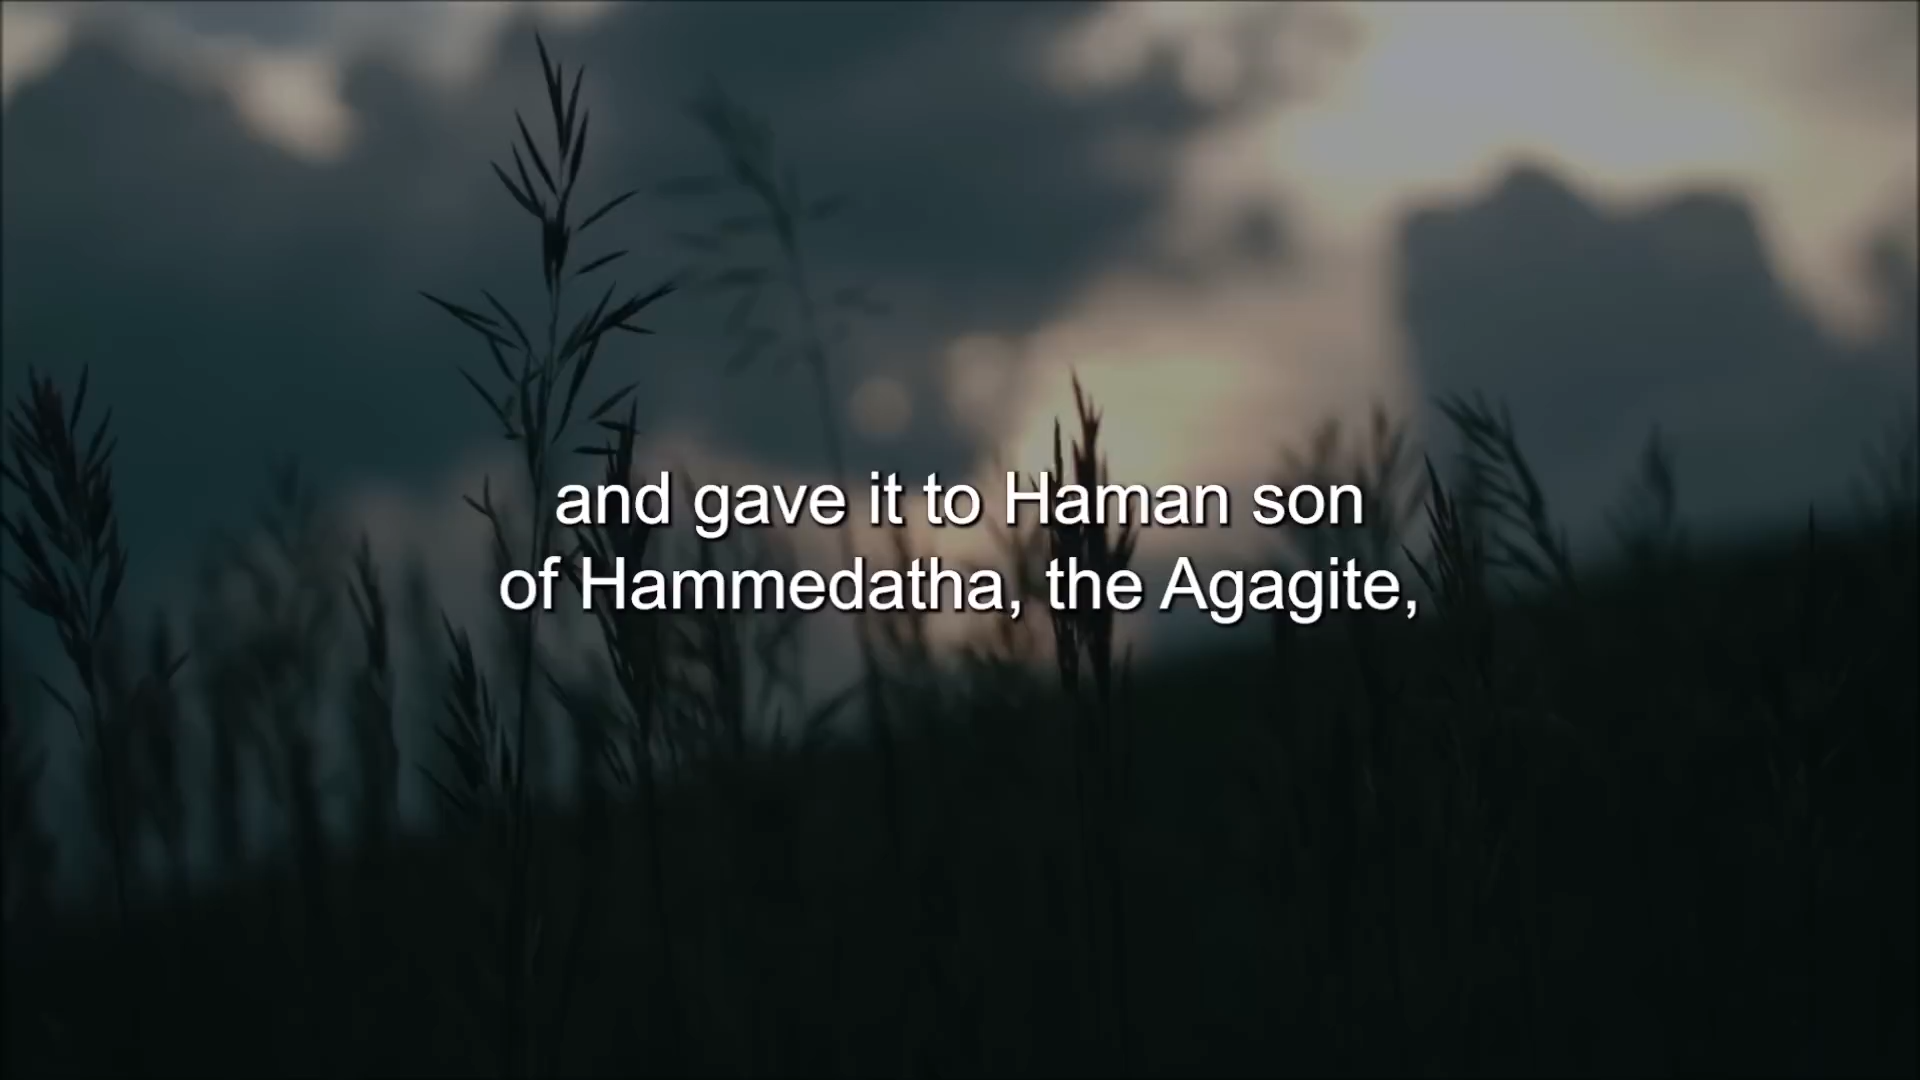 and gave it to Haman son
of Hammedatha, the Agagite,